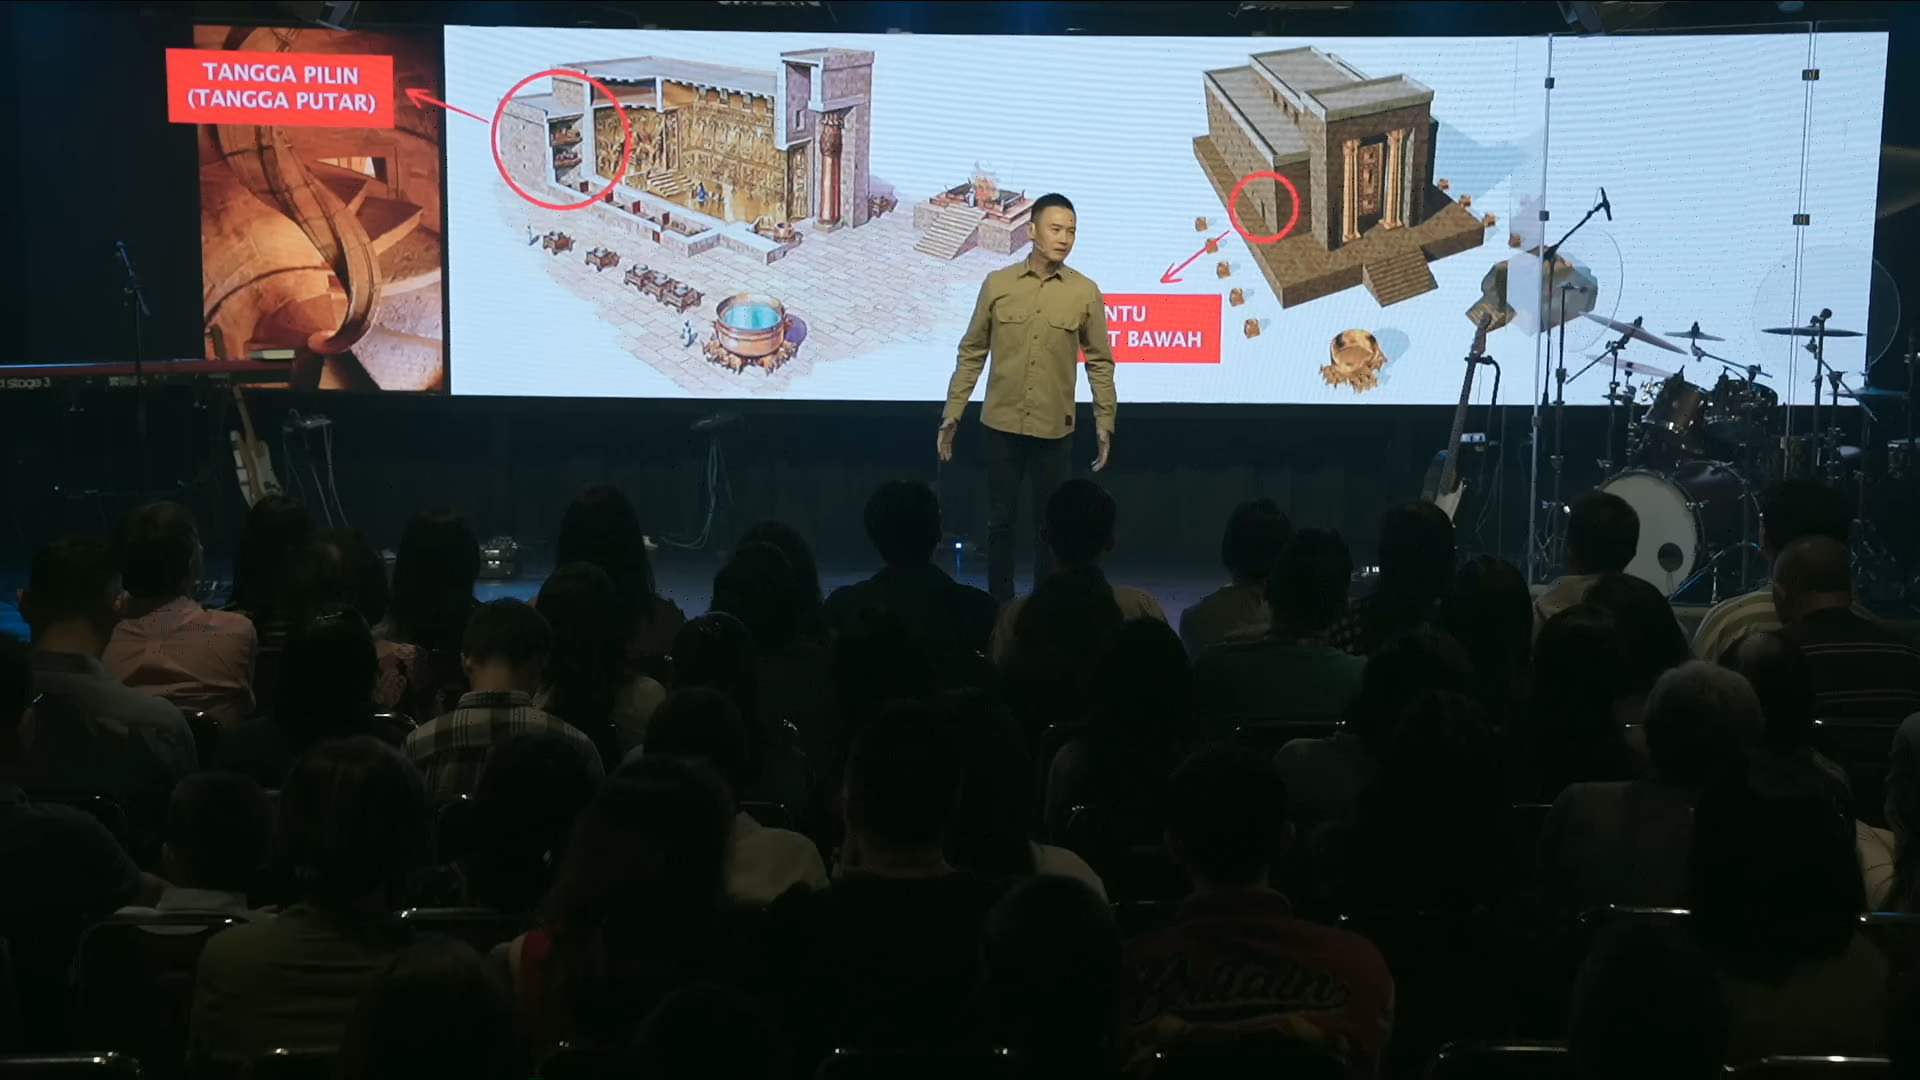 TANGGA PILIN
(TANGGA PUTAR)
NTU
T BAWAH
stage 3